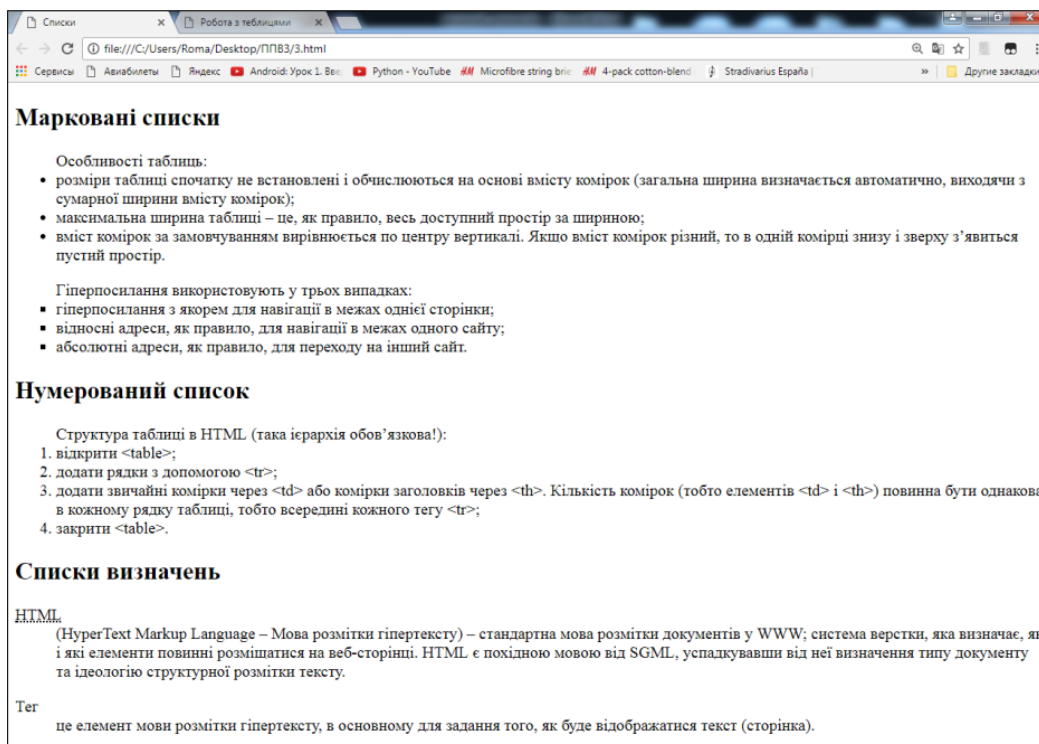 Списки
Робота з теблицями
file:///C:/Users/Roma/Desktop/ППВЗ/3.html
Сервисы Авиабилеты Яндекс Android: Урок 1. Вве Python - YouTube H&M Microfibre string brie H&M 4-pack cotton-blend Stradivarius España | » Другие закладки
Марковані списки
Особливості таблиць:
• розміри таблиці спочатку не встановлені і обчислюються на основі вмісту комірок (загальна ширина визначається автоматично, виходячи з
сумарної ширини вмісту комірок);
• максимальна ширина таблиці – це, як правило, весь доступний простір за шириною;
• вміст комірок за замовчуванням вирівнюється по центру вертикалі. Якщо вміст комірок різний, то в одній комірці знизу і зверху з’явиться
пустий простір.
Гіперпосилання використовують у трьох випадках:
▪ гіперпосилання з якорем для навігації в межах однієї сторінки;
▪ відносні адреси, як правило, для навігації в межах одного сайту;
▪ абсолютні адреси, як правило, для переходу на інший сайт.
Нумерований список
Структура таблиці в HTML (така ієрархія обов’язкова!):
1. відкрити <table>;
2. додати рядки з допомогою <tr>;
3. додати звичайні комірки через <td> або комірки заголовків через <th>. Кількість комірок (тобто елементів <td> і <th>) повинна бути однакова
в кожному рядку таблиці, тобто всередині кожного тегу <tr>;
4. закрити <table>.
Списки визначень
HTML
(HyperText Markup Language – Мова розмітки гіпертексту) – стандартна мова розмітки документів у WWW; система верстки, яка визначає, як
і які елементи повинні розміщатися на веб-сторінці. HTML є похідною мовою від SGML, успадкувавши від неї визначення типу документу
та ідеологію структурної розмітки тексту.
Тег
це елемент мови розмітки гіпертексту, в основному для задання того, як буде відображатися текст (сторінка).